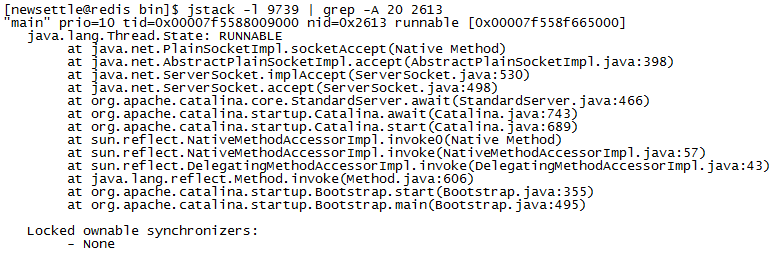 [newsettle@redis bin]$ jstack -l 9739 | grep -A 20 2613
"main" prio=10 tid=0x00007f5588009000 nid=0x2613 runnable [0x00007f558f665000]
   java.lang.Thread.State: RUNNABLE
        at java.net.PlainSocketImpl.socketAccept(Native Method)
        at java.net.AbstractPlainSocketImpl.accept(AbstractPlainSocketImpl.java:398)
        at java.net.ServerSocket.implAccept(ServerSocket.java:530)
        at java.net.ServerSocket.accept(ServerSocket.java:498)
        at org.apache.catalina.core.StandardServer.await(StandardServer.java:466)
        at org.apache.catalina.startup.Catalina.await(Catalina.java:743)
        at org.apache.catalina.startup.Catalina.start(Catalina.java:689)
        at sun.reflect.NativeMethodAccessorImpl.invoke0(Native Method)
        at sun.reflect.NativeMethodAccessorImpl.invoke(NativeMethodAccessorImpl.java:57)
        at sun.reflect.DelegatingMethodAccessorImpl.invoke(DelegatingMethodAccessorImpl.java:43)
        at java.lang.reflect.Method.invoke(Method.java:606)
        at org.apache.catalina.startup.Bootstrap.start(Bootstrap.java:355)
        at org.apache.catalina.startup.Bootstrap.main(Bootstrap.java:495)

   Locked ownable synchronizers:
        - None